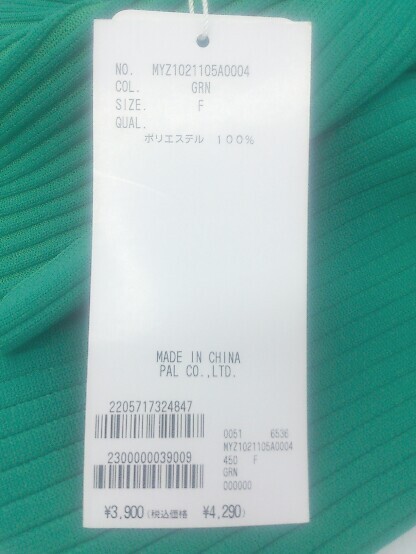 NO. MYZ1021105A0004
COL. GRN
SIZE. F
QUAL.
ポリエステル 100%
MADE IN CHINA
PAL CO.,LTD.
2205717324847
2300000039009
0051 6536
MYZ1021105A0004
450 F
GRN
000000
¥3,900(税込価格 ¥4,290)